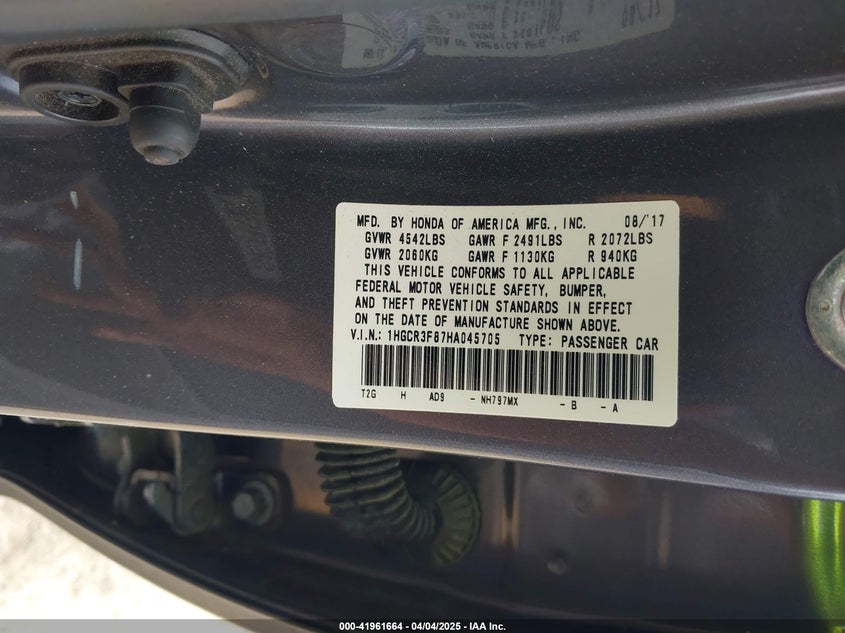 MFD. BY HONDA OF AMERICA MFG., INC. 08/'17
GVWR 4542LBS GAWR F 2491LBS R 2072LBS
GVWR 2060KG GAWR F 1130KG R 940KG
THIS VEHICLE CONFORMS TO ALL APPLICABLE
FEDERAL MOTOR VEHICLE SAFETY, BUMPER,
AND THEFT PREVENTION STANDARDS IN EFFECT
ON THE DATE OF MANUFACTURE SHOWN ABOVE.
V.I.N.: 1HGCR3F87HA045705 TYPE: PASSENGER CAR
T2G H AD9 - NH797MX - B - A
000-41961664 - 04/04/2025 - IAA Inc.